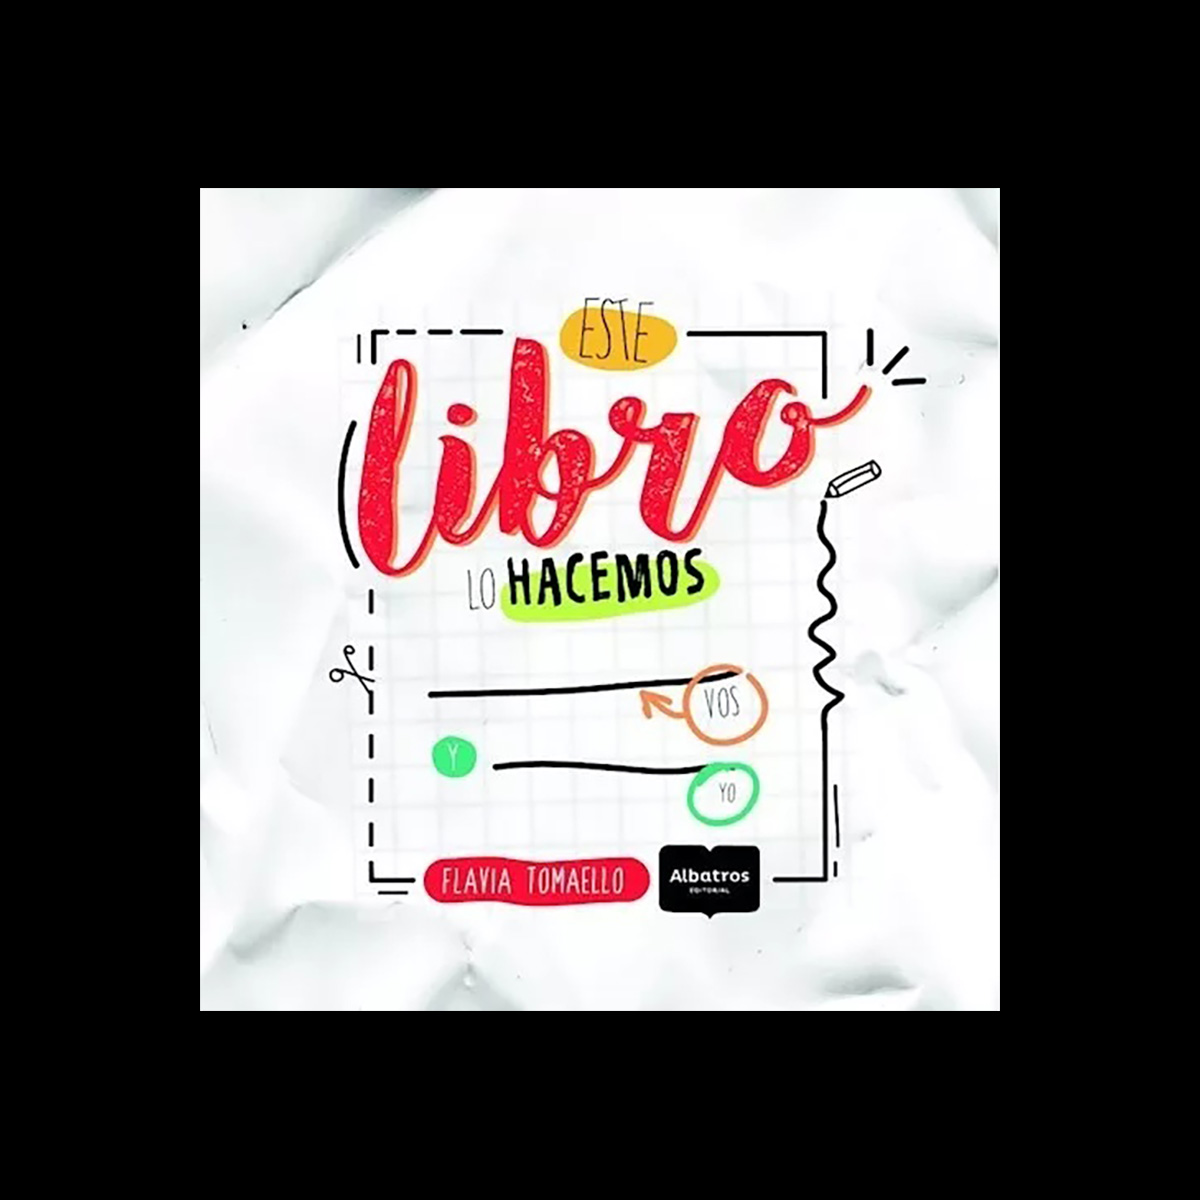 ESTE
libro
LO HACEMOS
VOS
Y
YO
FLAVIA TOMAELLO
Albatros
EDITORIAL